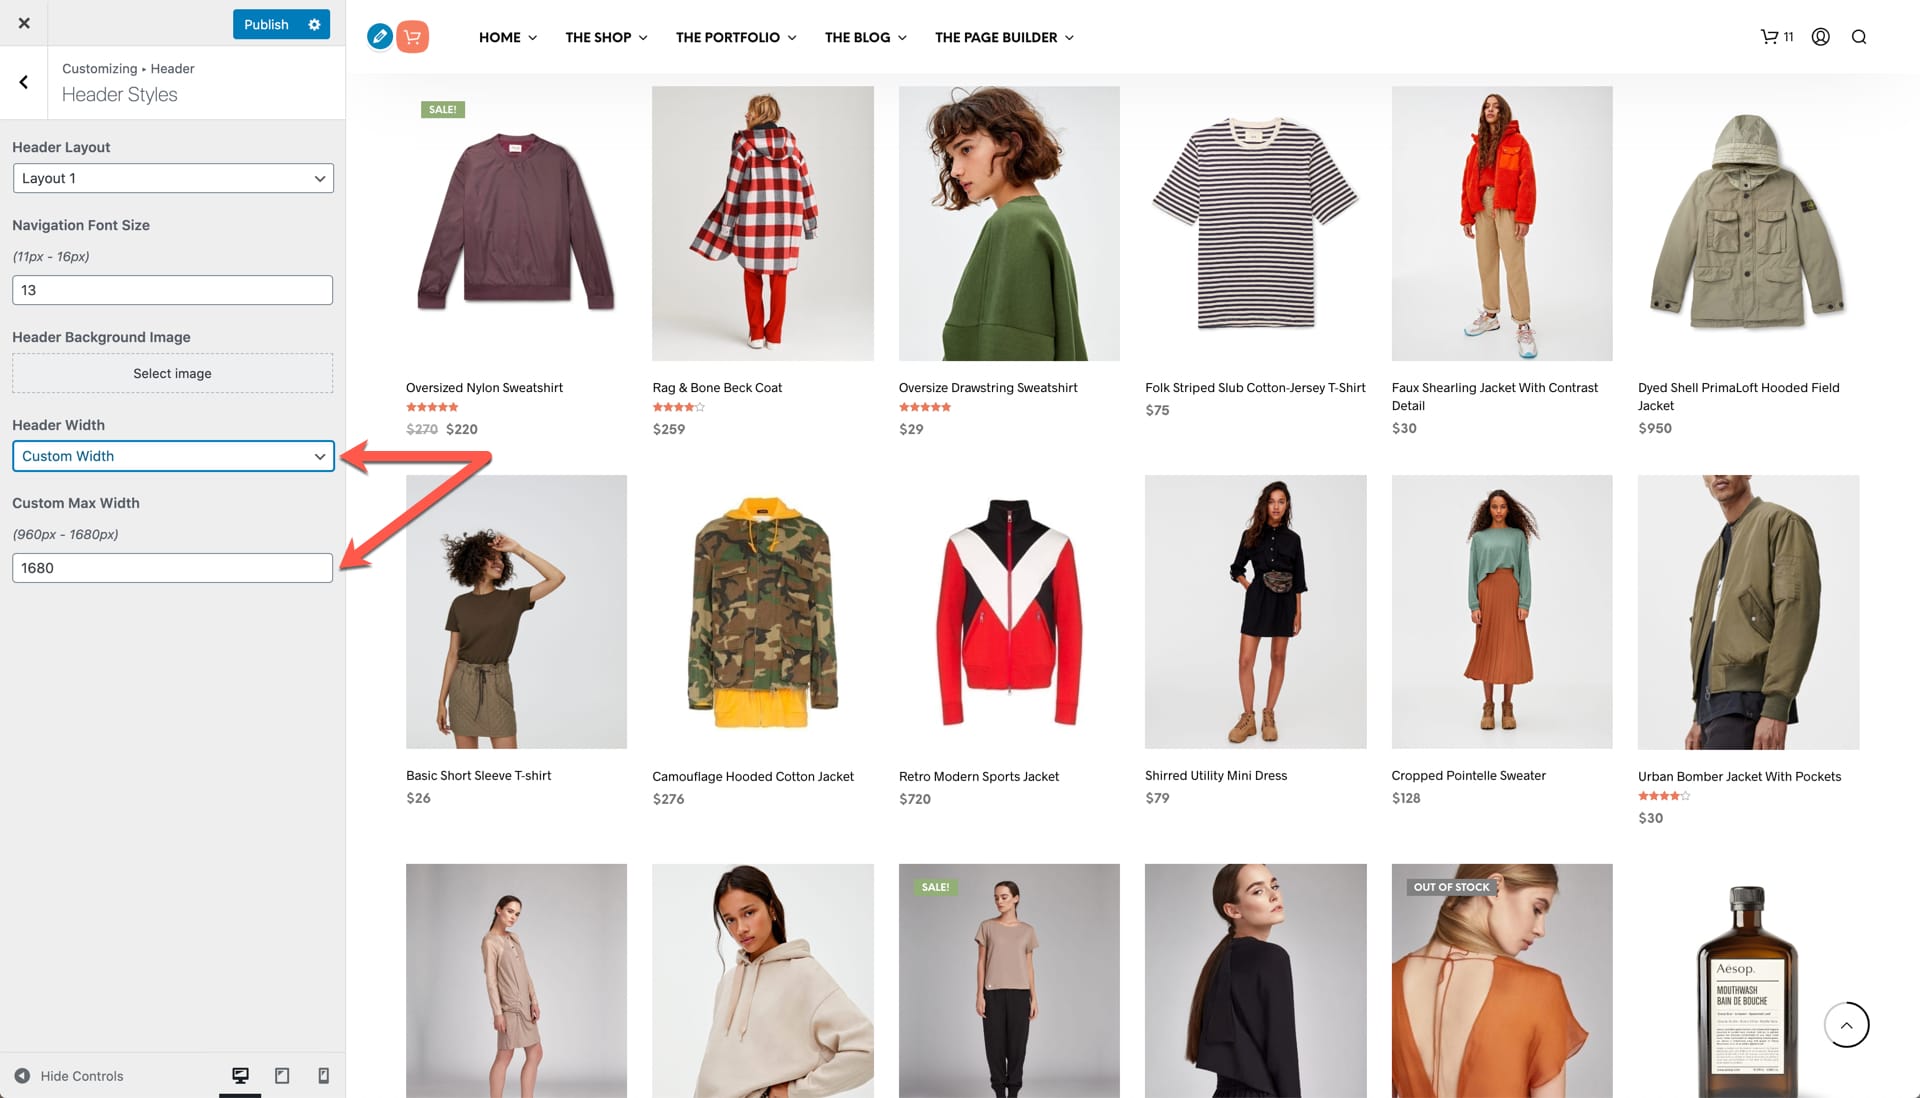 Publish
Customizing ▸ Header
Header Styles
Header Layout
Layout 1
Navigation Font Size
(11px - 16px)
13
Header Background Image
Select image
Header Width
Custom Width
Custom Max Width
(960px - 1680px)
1680
Hide Controls
HOME
THE SHOP
THE PORTFOLIO
THE BLOG
THE PAGE BUILDER
11
SALE!
Oversized Nylon Sweatshirt
$270 $220
Rag & Bone Beck Coat
$259
Oversize Drawstring Sweatshirt
$29
Folk Striped Slub Cotton-Jersey T-Shirt
$75
Faux Shearling Jacket With Contrast
Detail
$30
Dyed Shell PrimaLoft Hooded Field
Jacket
$950
Basic Short Sleeve T-shirt
$26
Camouflage Hooded Cotton Jacket
$276
Retro Modern Sports Jacket
$720
Shirred Utility Mini Dress
$79
Cropped Pointelle Sweater
$128
Urban Bomber Jacket With Pockets
$30
SALE!
OUT OF STOCK
Aēsop.
MOUTHWASH
BAIN DE BOUCHE